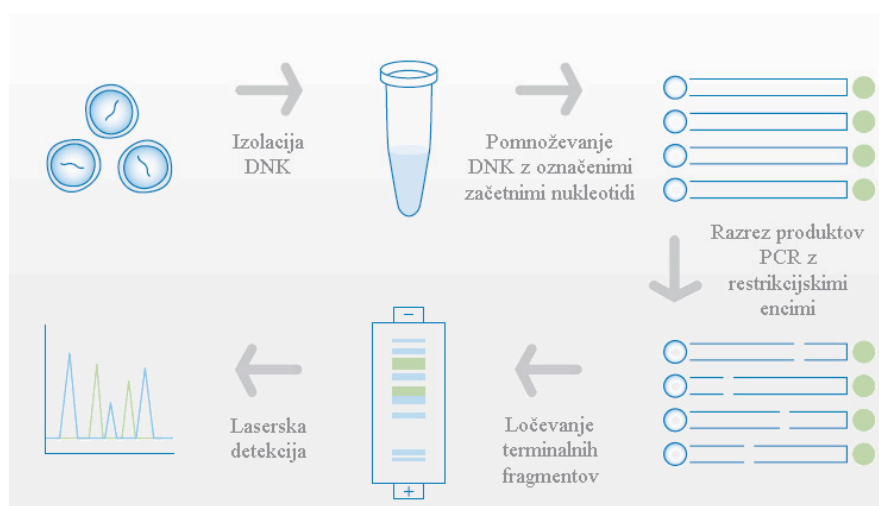 Izolacija
DNK
Pomnoževanje
DNK z označenimi
začetnimi nukleotidi
Razrez produktov
PCR z
restrikcijskimi
encimi
Ločevanje
terminalnih
fragmentov
−
+
Laserska
detekcija